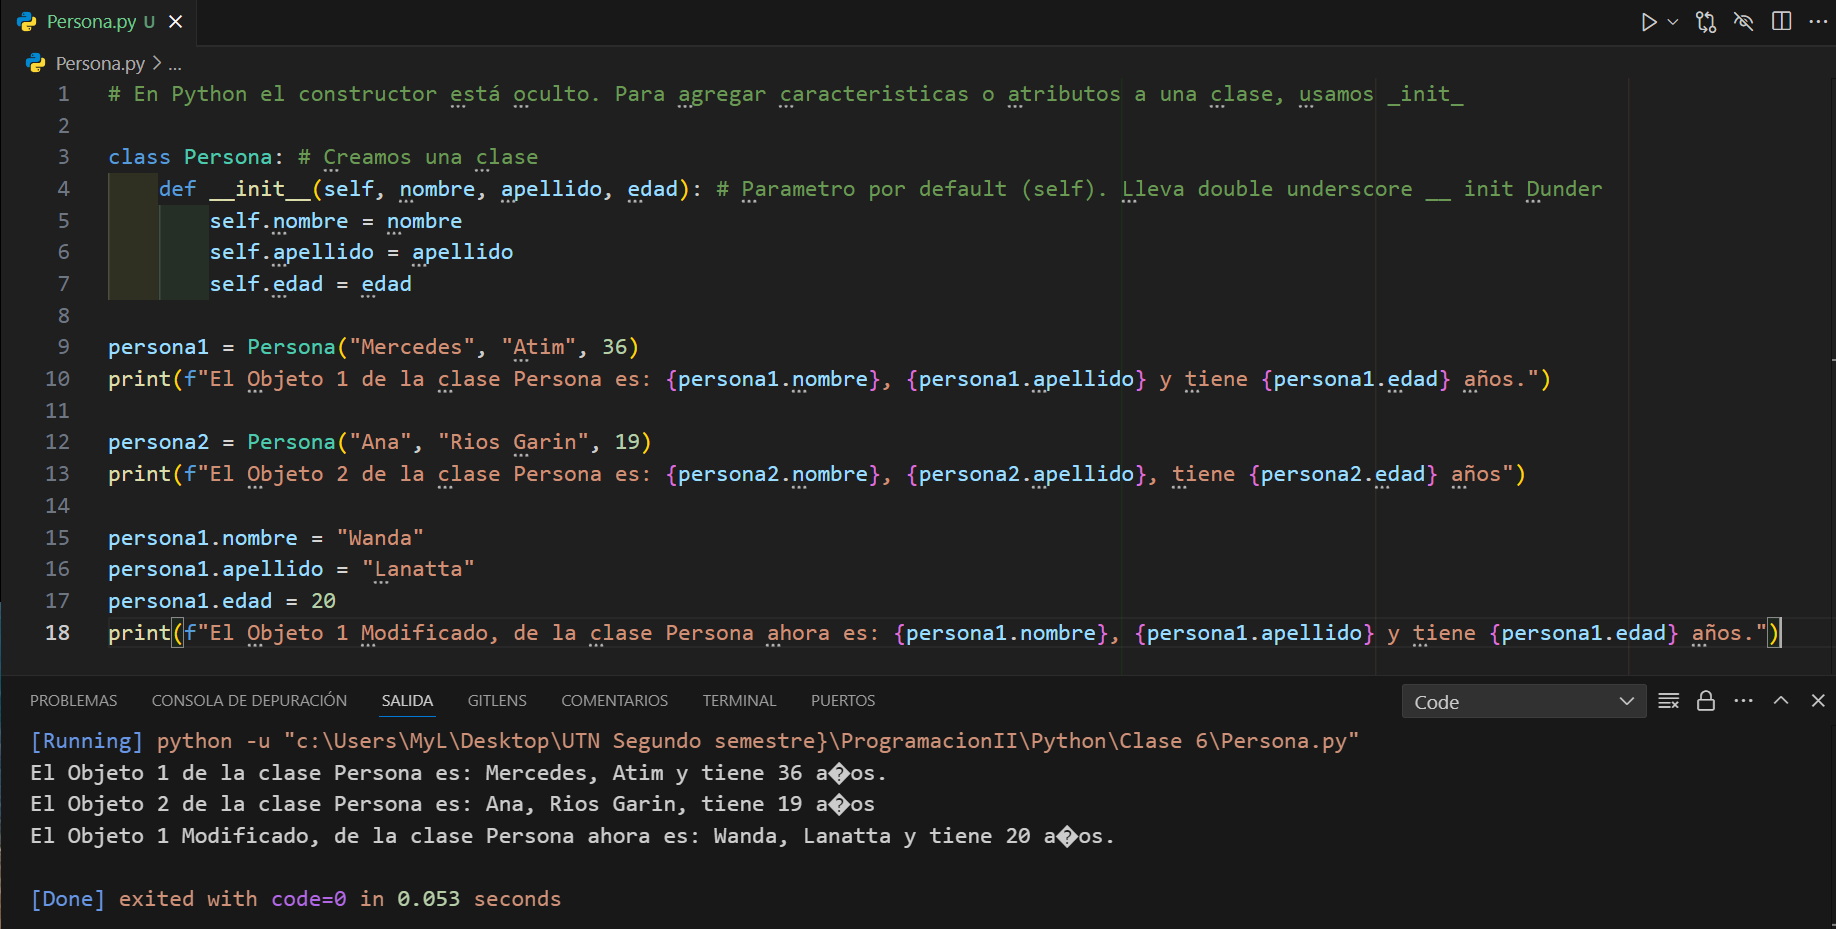 Persona.py U
Persona.py > ...
1 # En Python el constructor está oculto. Para agregar caracteristicas o atributos a una clase, usamos _init_
2
3 class Persona: # Creamos una clase
4     def __init__(self, nombre, apellido, edad): # Parametro por default (self). Lleva double underscore __ init Dunder
5         self.nombre = nombre
6         self.apellido = apellido
7         self.edad = edad
8
9 persona1 = Persona("Mercedes", "Atim", 36)
10 print(f"El Objeto 1 de la clase Persona es: {persona1.nombre}, {persona1.apellido} y tiene {persona1.edad} años.")
11
12 persona2 = Persona("Ana", "Rios Garin", 19)
13 print(f"El Objeto 2 de la clase Persona es: {persona2.nombre}, {persona2.apellido}, tiene {persona2.edad} años")
14
15 persona1.nombre = "Wanda"
16 persona1.apellido = "Lanatta"
17 persona1.edad = 20
18 print(f"El Objeto 1 Modificado, de la clase Persona ahora es: {persona1.nombre}, {persona1.apellido} y tiene {persona1.edad} años.")
PROBLEMAS CONSOLA DE DEPURACIÓN SALIDA GITLENS COMENTARIOS TERMINAL PUERTOS Code
[Running] python -u "c:\Users\MyL\Desktop\UTN Segundo semestre}\ProgramacionII\Python\Clase 6\Persona.py"
El Objeto 1 de la clase Persona es: Mercedes, Atim y tiene 36 a�os.
El Objeto 2 de la clase Persona es: Ana, Rios Garin, tiene 19 a�os
El Objeto 1 Modificado, de la clase Persona ahora es: Wanda, Lanatta y tiene 20 a�os.
[Done] exited with code=0 in 0.053 seconds